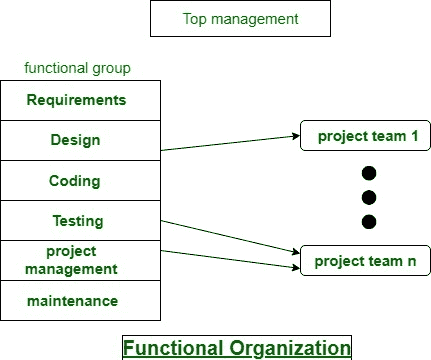 Top management
functional group
Requirements
Design
project team 1
Coding
Testing
project
management
project team n
maintenance
Functional Organization